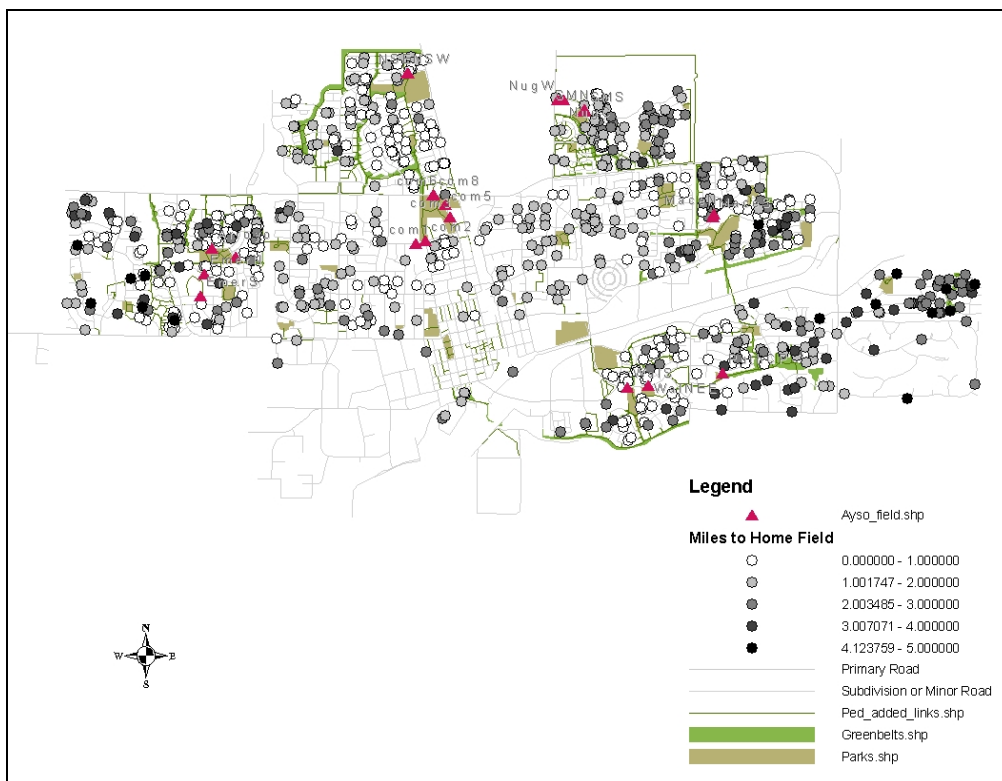 NugW
com8
com5
com2
Legend
Ayso_field.shp
Miles to Home Field
0.000000 - 1.000000
1.001747 - 2.000000
2.003485 - 3.000000
3.007071 - 4.000000
4.123759 - 5.000000
Primary Road
Subdivision or Minor Road
Ped_added_links.shp
Greenbelts.shp
Parks.shp
N
W
E
S